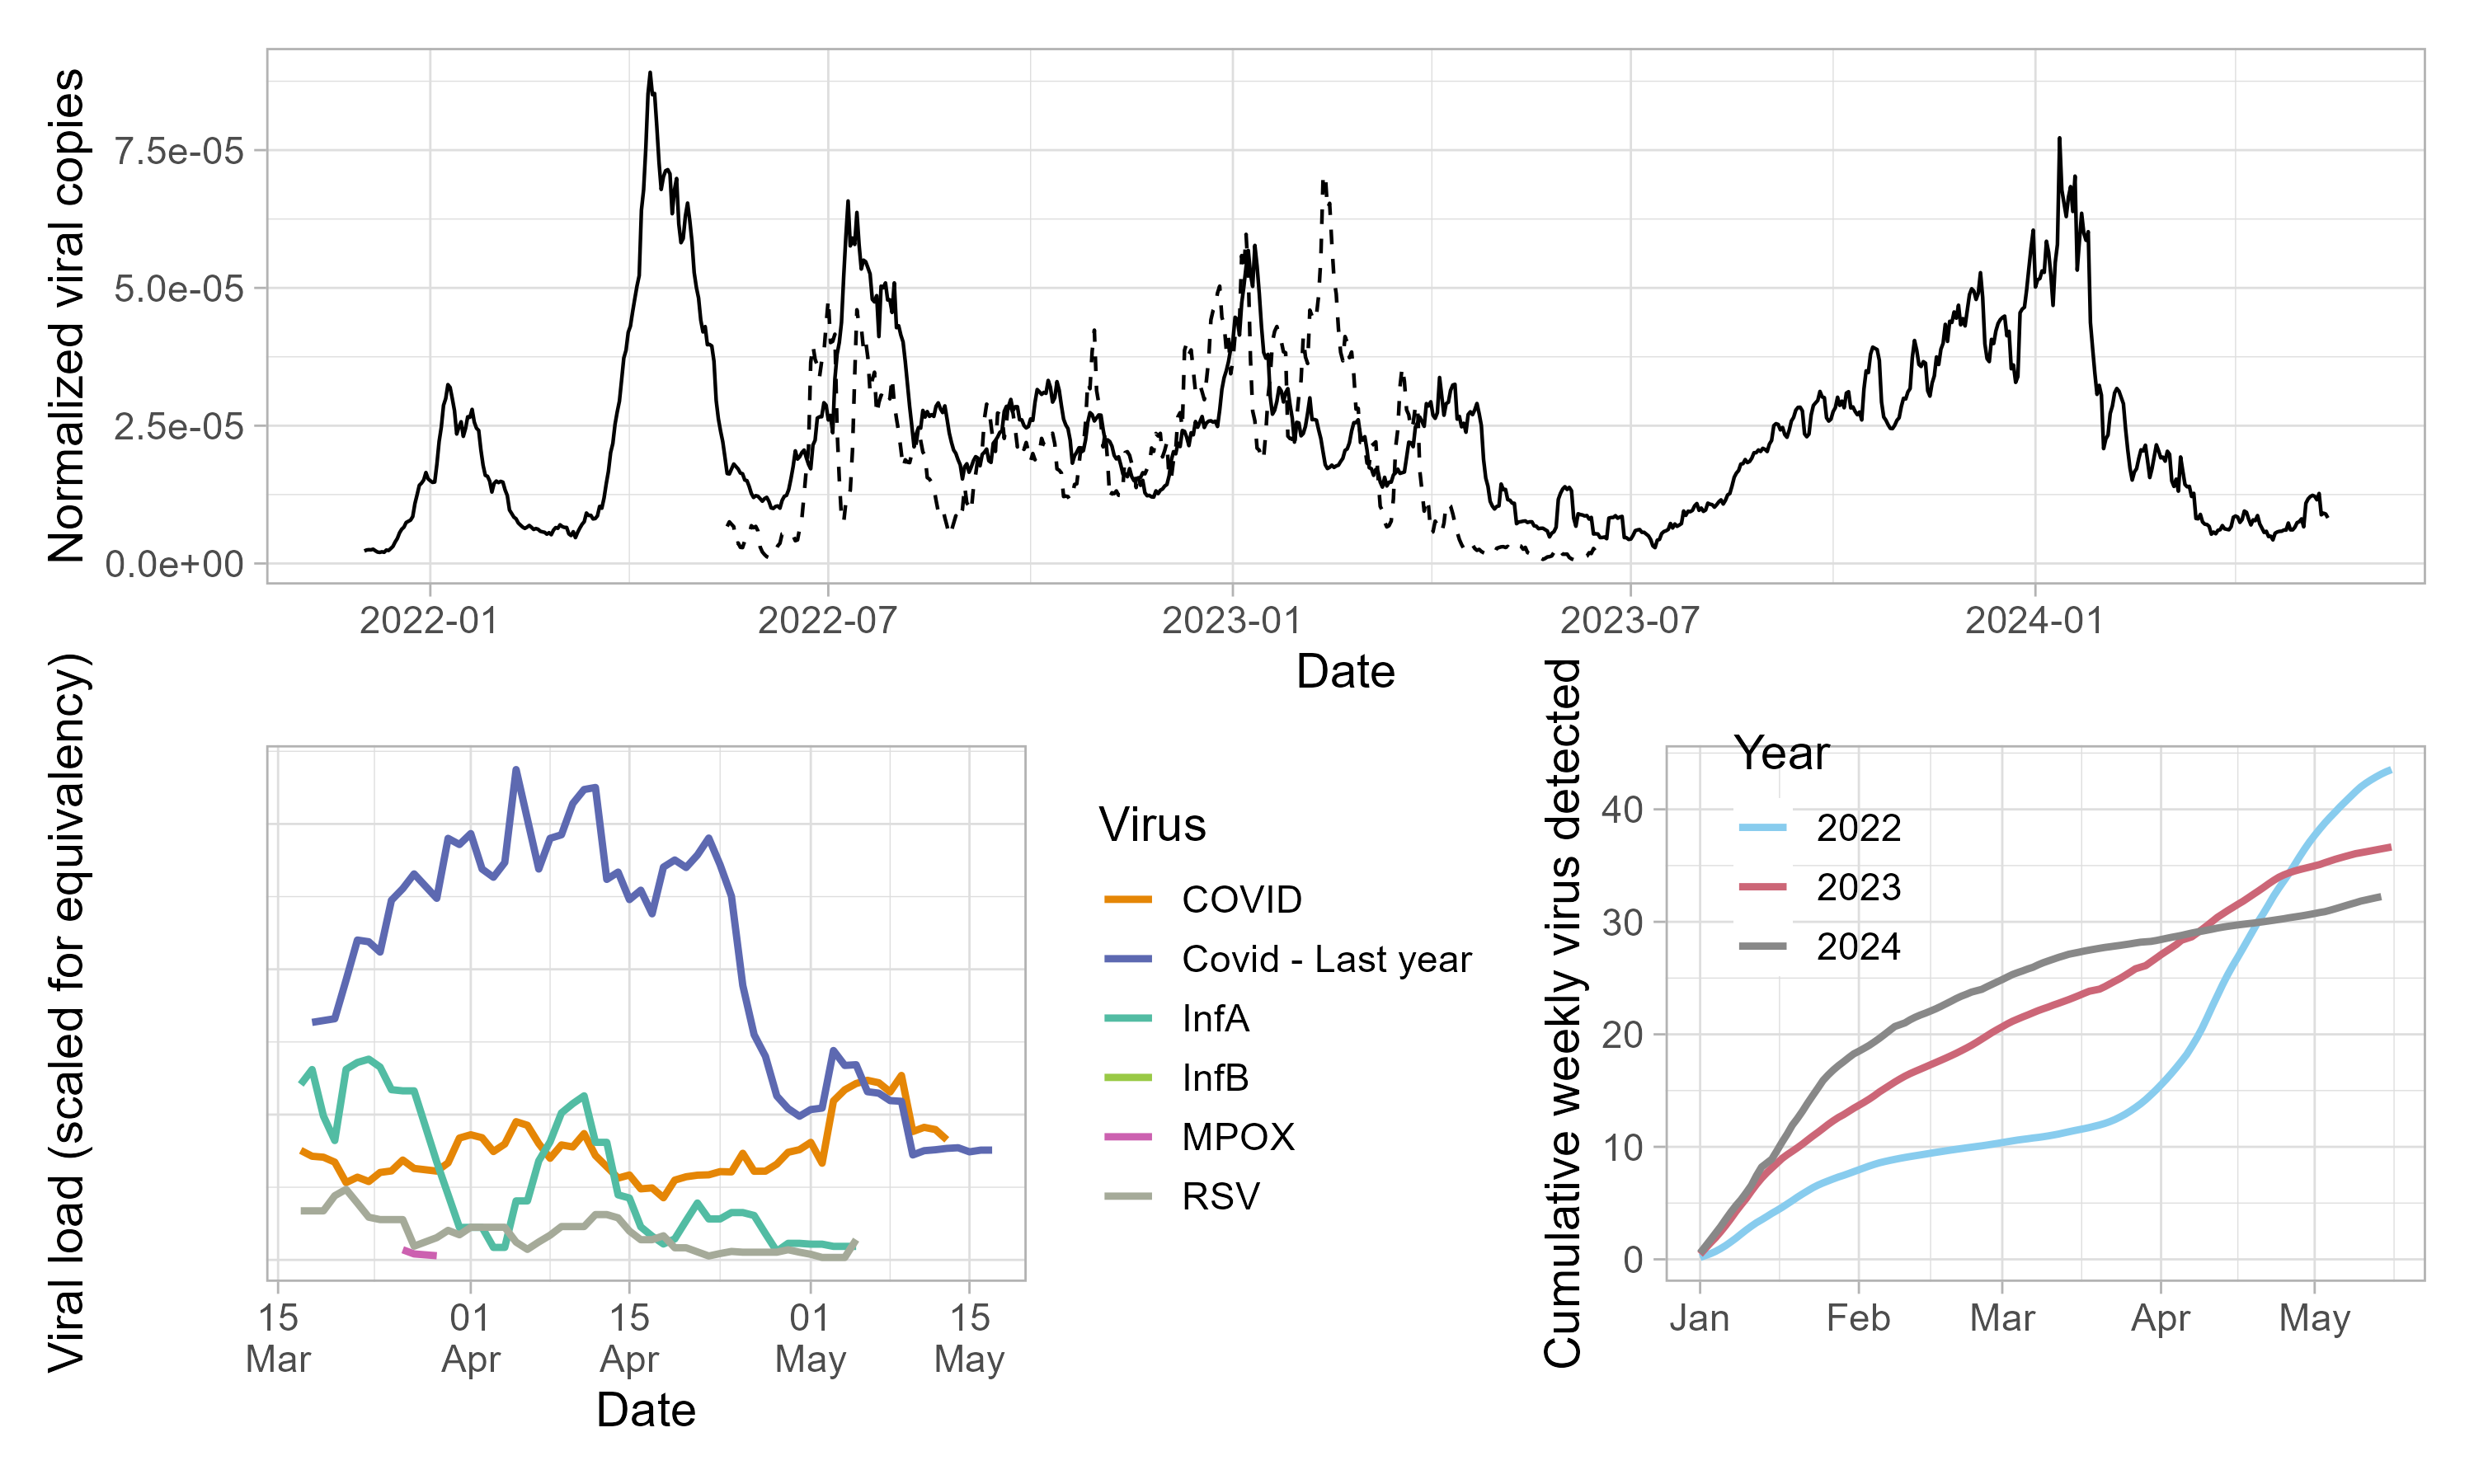 Normalized viral copies
7.5e-05
5.0e-05
2.5e-05
0.0e+00
2022-01
2022-07
2023-01
2023-07
2024-01
Date
Viral load (scaled for equivalency)
15
Mar
01
Apr
15
Apr
01
May
15
May
Date
Virus
COVID
Covid - Last year
InfA
InfB
MPOX
RSV
Cumulative weekly virus detected
40
30
20
10
0
Year
2022
2023
2024
Jan
Feb
Mar
Apr
May